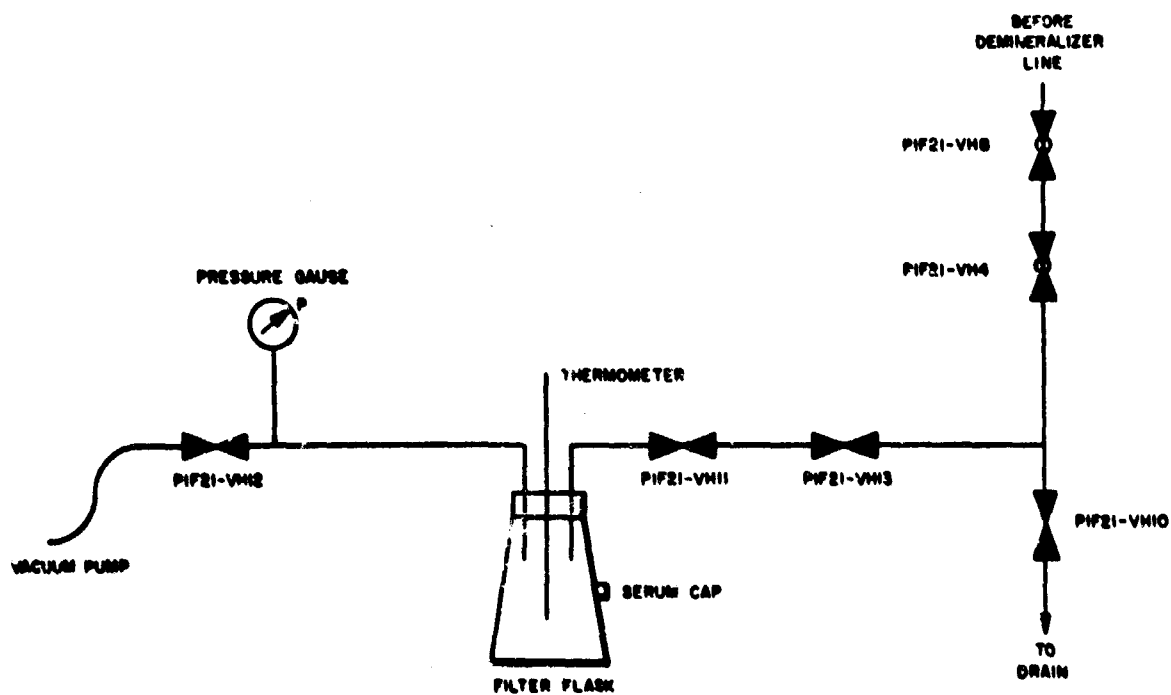 BEFORE
DEMINERALIZER
LINE
PIF21-VH8
PIF21-VH4
PRESSURE GAUSE
P
THERMOMETER
PIF21-VH12
PIF21-VH11
PIF21-VH13
PIF21-VH10
VACUUM PUMP
SERUM CAP
TO
DRAIN
FILTER FLASK